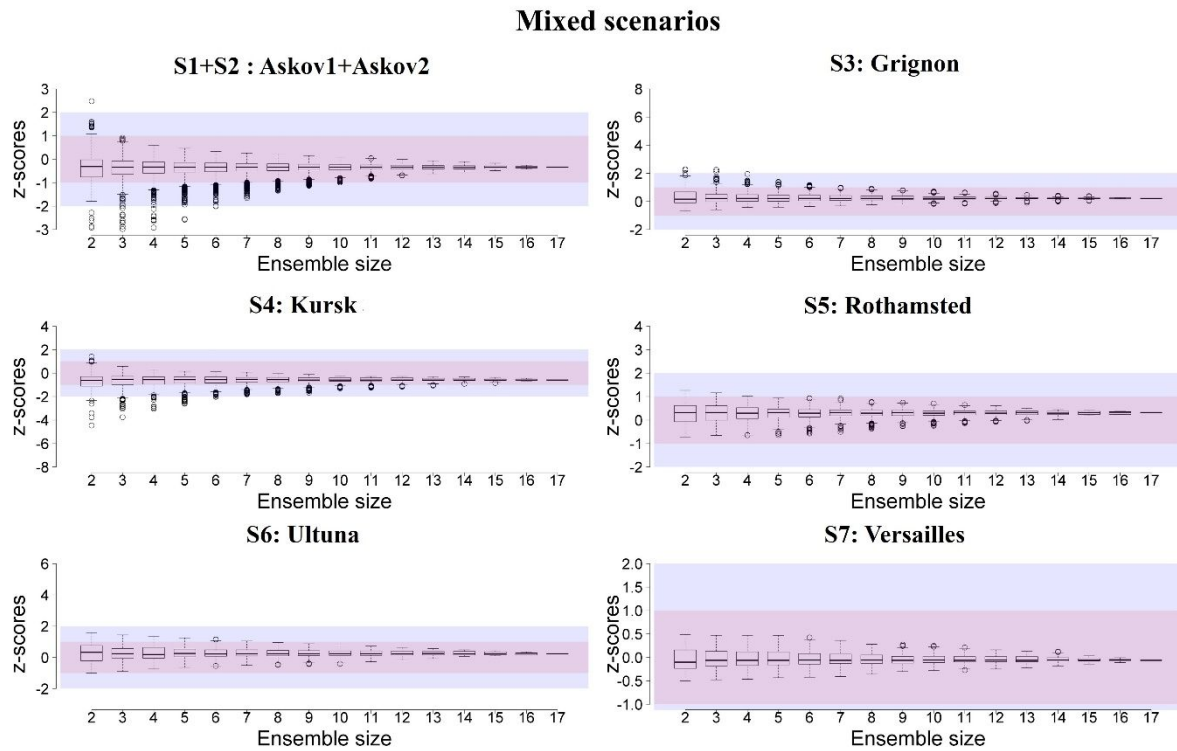 Mixed scenarios
S1+S2 : Askov1+Askov2
z-scores
3
2
1
0
-1
-2
-3
2 3 4 5 6 7 8 9 10 11 12 13 14 15 16 17
Ensemble size
S3: Grignon
z-scores
8
6
4
2
0
-2
2 3 4 5 6 7 8 9 10 11 12 13 14 15 16 17
Ensemble size
S4: Kursk
z-scores
4
2
0
-2
-4
-6
-8
2 3 4 5 6 7 8 9 10 11 12 13 14 15 16 17
Ensemble size
S5: Rothamsted
z-scores
4
3
2
1
0
-1
-2
2 3 4 5 6 7 8 9 10 11 12 13 14 15 16 17
Ensemble size
S6: Ultuna
z-scores
6
4
2
0
-2
2 3 4 5 6 7 8 9 10 11 12 13 14 15 16 17
Ensemble size
S7: Versailles
z-scores
2.0
1.5
1.0
0.5
0.0
-0.5
-1.0
2 3 4 5 6 7 8 9 10 11 12 13 14 15 16 17
Ensemble size